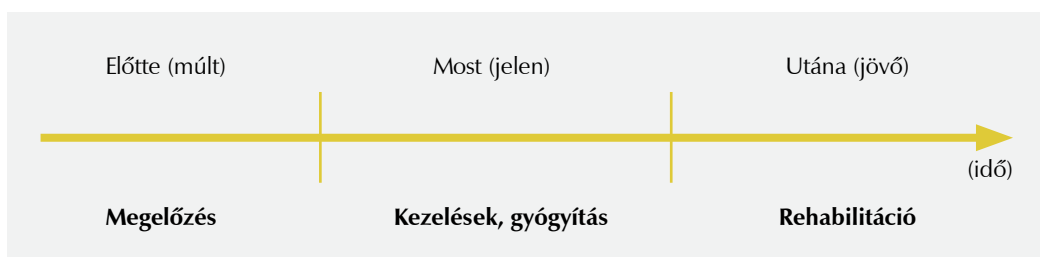 Előtte (múlt)
Most (jelen)
Utána (jövő)
(idő)
Megelőzés
Kezelések, gyógyítás
Rehabilitáció